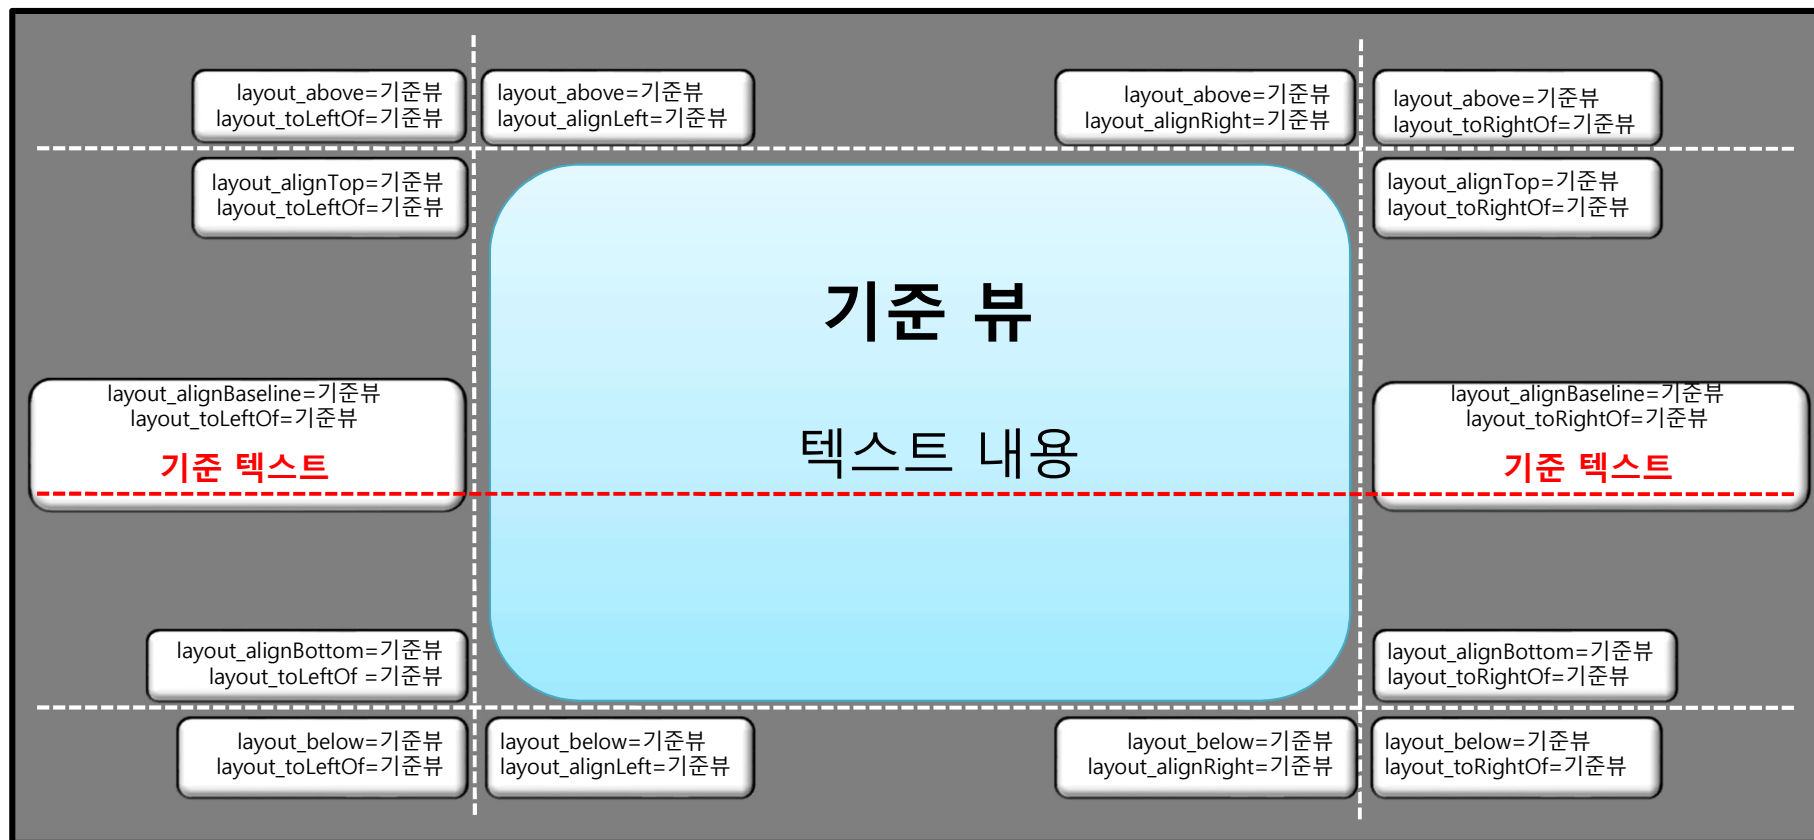 layout_above=기준뷰
layout_toLeftOf=기준뷰
layout_above=기준뷰
layout_alignLeft=기준뷰
layout_above=기준뷰
layout_alignRight=기준뷰
layout_above=기준뷰
layout_toRightOf=기준뷰
layout_alignTop=기준뷰
layout_toLeftOf=기준뷰
layout_alignTop=기준뷰
layout_toRightOf=기준뷰
기준 뷰
layout_alignBaseline=기준뷰
layout_toLeftOf=기준뷰
기준 텍스트
텍스트 내용
layout_alignBaseline=기준뷰
layout_toRightOf=기준뷰
기준 텍스트
layout_alignBottom=기준뷰
layout_toLeftOf =기준뷰
layout_alignBottom=기준뷰
layout_toRightOf=기준뷰
layout_below=기준뷰
layout_toLeftOf=기준뷰
layout_below=기준뷰
layout_alignLeft=기준뷰
layout_below=기준뷰
layout_alignRight=기준뷰
layout_below=기준뷰
layout_toRightOf=기준뷰